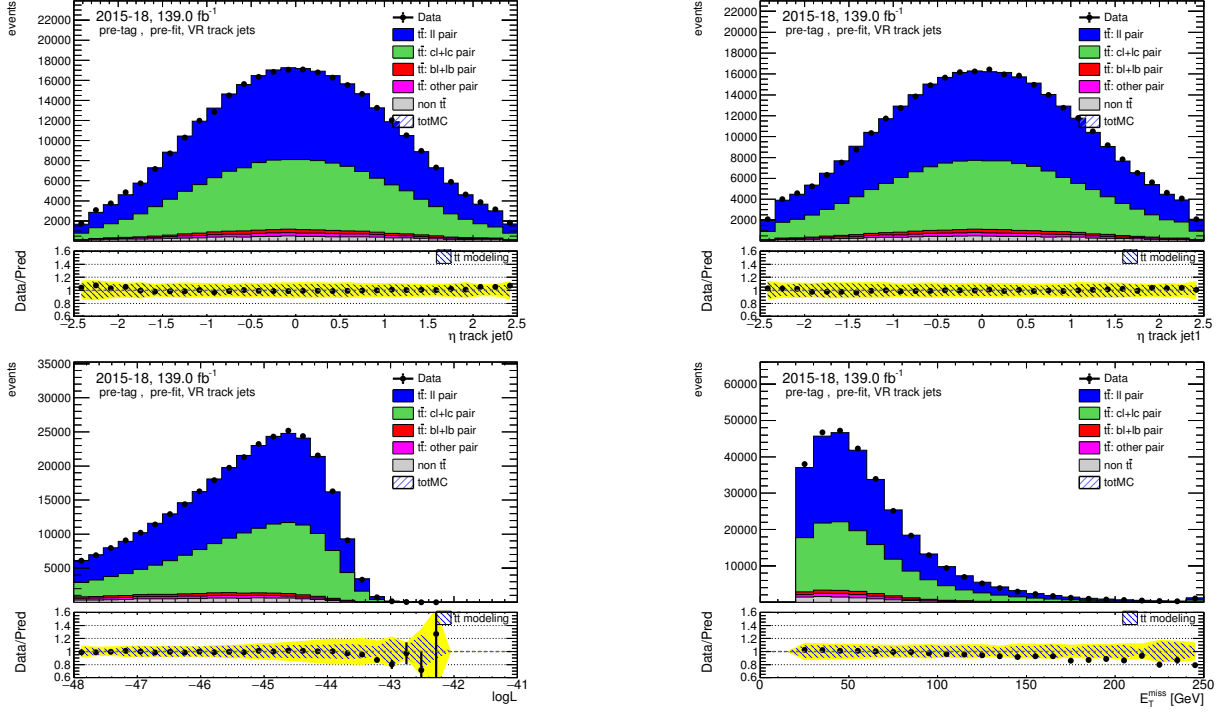 events
22000
20000
18000
16000
14000
12000
10000
8000
6000
4000
2000
2015-18, 139.0 fb⁻¹
pre-tag , pre-fit, VR track jets
Data
tt̄: ll pair
tt̄: cl+lc pair
tt̄: bl+lb pair
tt̄: other pair
non tt̄
totMC
Data/Pred
1.6
1.4
1.2
1
0.8
0.6
tt̄ modeling
−2.5 −2 −1.5 −1 −0.5 0 0.5 1 1.5 2 2.5
η track jet0
events
22000
20000
18000
16000
14000
12000
10000
8000
6000
4000
2000
2015-18, 139.0 fb⁻¹
pre-tag , pre-fit, VR track jets
Data
tt̄: ll pair
tt̄: cl+lc pair
tt̄: bl+lb pair
tt̄: other pair
non tt̄
totMC
Data/Pred
1.6
1.4
1.2
1
0.8
0.6
tt̄ modeling
−2.5 −2 −1.5 −1 −0.5 0 0.5 1 1.5 2 2.5
η track jet1
events
35000
30000
25000
20000
15000
10000
5000
2015-18, 139.0 fb⁻¹
pre-tag , pre-fit, VR track jets
Data
tt̄: ll pair
tt̄: cl+lc pair
tt̄: bl+lb pair
tt̄: other pair
non tt̄
totMC
Data/Pred
1.6
1.4
1.2
1
0.8
0.6
tt̄ modeling
−48 −47 −46 −45 −44 −43 −42 −41
logL
events
60000
50000
40000
30000
20000
10000
2015-18, 139.0 fb⁻¹
pre-tag , pre-fit, VR track jets
Data
tt̄: ll pair
tt̄: cl+lc pair
tt̄: bl+lb pair
tt̄: other pair
non tt̄
totMC
Data/Pred
1.6
1.4
1.2
1
0.8
0.6
tt̄ modeling
0 50 100 150 200 250
E_T^miss [GeV]